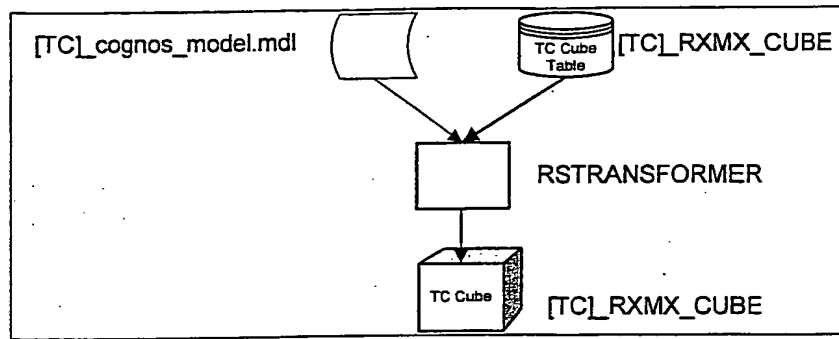 [TC]_cognos_model.mdl
TC Cube
Table
[TC]_RXMX_CUBE
RSTRANSFORMER
TC Cube
[TC]_RXMX_CUBE